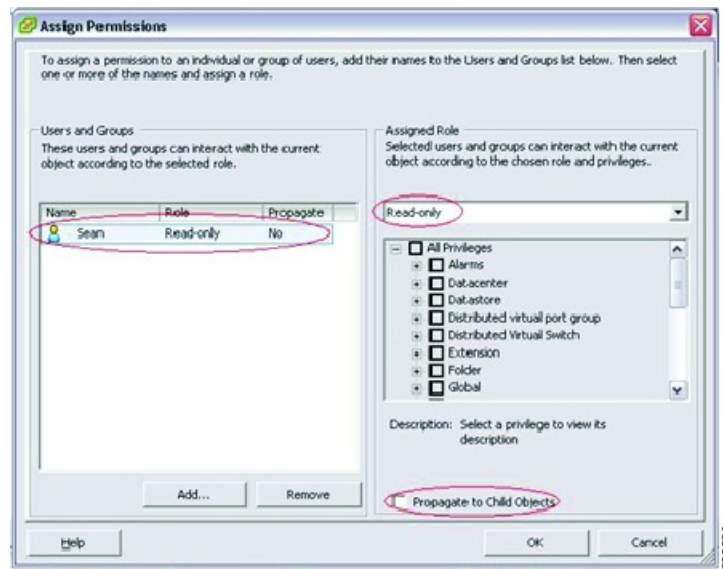 Assign Permissions
To assign a permission to an individual or group of users, add their names to the Users and Groups list below. Then select
one or more of the names and assign a role.
Users and Groups
These users and groups can interact with the current
object according to the selected role.
Name Role Propagate
Sean Read-only No
Add... Remove
Assigned Role
Selected users and groups can interact with the current
object according to the chosen role and privileges..
Read-only
All Privileges
Alarms
Datacenter
Datastore
Distributed virtual port group
Distributed Virtual Switch
Extension
Folder
Global
Description: Select a privilege to view its
description
Propagate to Child Objects
Help OK Cancel